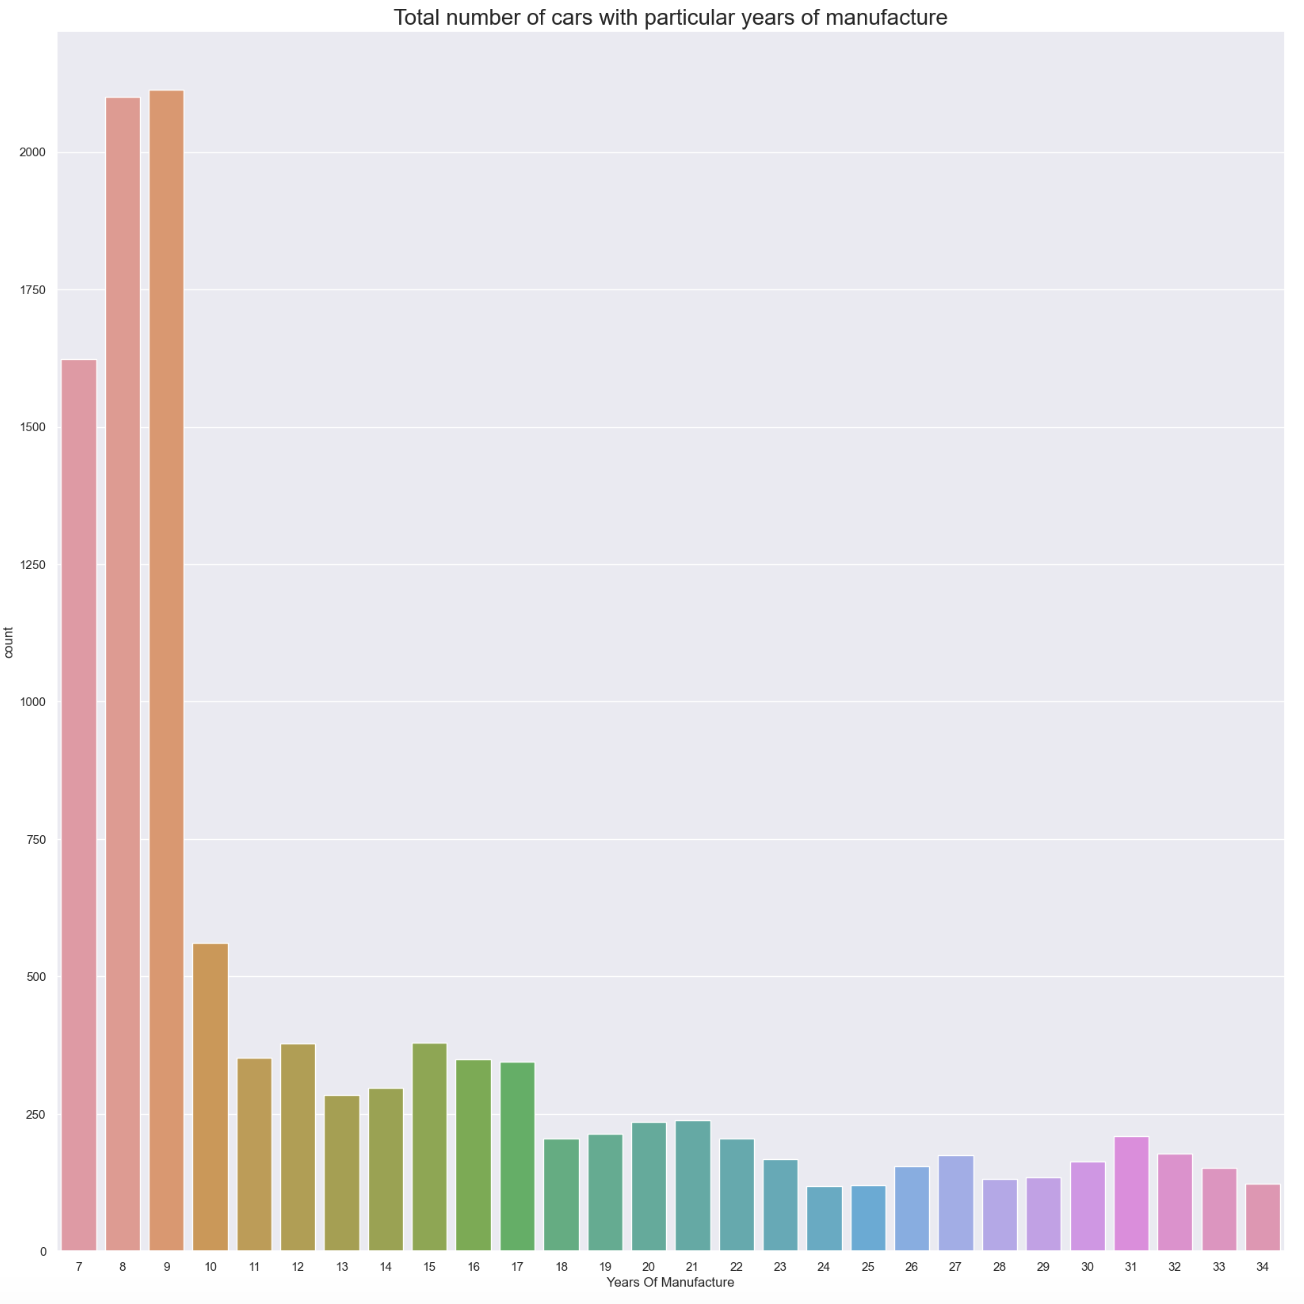 Total number of cars with particular years of manufacture
2000
1750
1500
1250
count
1000
750
500
250
0
7 8 9 10 11 12 13 14 15 16 17 18 19 20 21 22 23 24 25 26 27 28 29 30 31 32 33 34
Years Of Manufacture